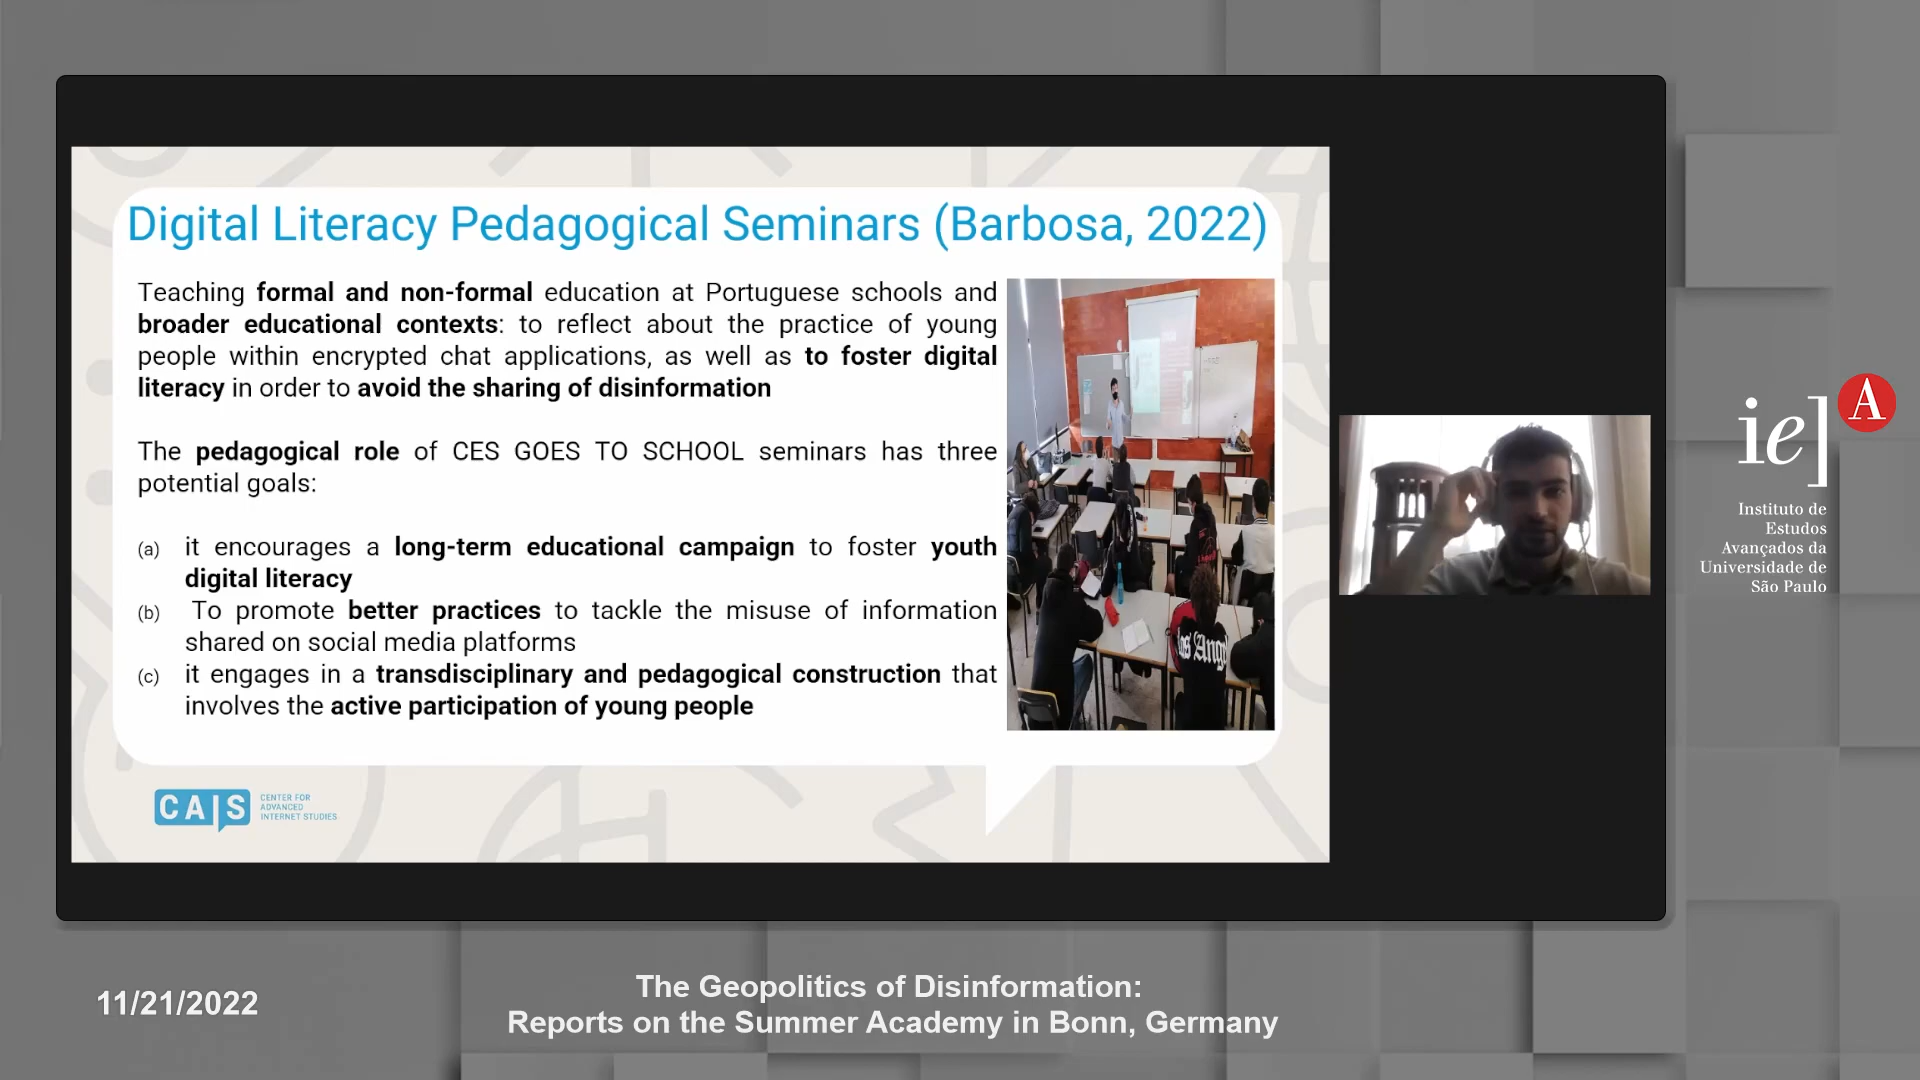 Digital Literacy Pedagogical Seminars (Barbosa, 2022)
Teaching formal and non-formal education at Portuguese schools and
broader educational contexts: to reflect about the practice of young
people within encrypted chat applications, as well as to foster digital
literacy in order to avoid the sharing of disinformation
The pedagogical role of CES GOES TO SCHOOL seminars has three
potential goals:
(a) it encourages a long-term educational campaign to foster youth
digital literacy
(b) To promote better practices to tackle the misuse of information
shared on social media platforms
(c) it engages in a transdisciplinary and pedagogical construction that
involves the active participation of young people
CAIS
CENTER FOR
ADVANCED
INTERNET STUDIES
ie] A
Instituto de
Estudos
Avançados da
Universidade de
São Paulo
11/21/2022
The Geopolitics of Disinformation:
Reports on the Summer Academy in Bonn, Germany